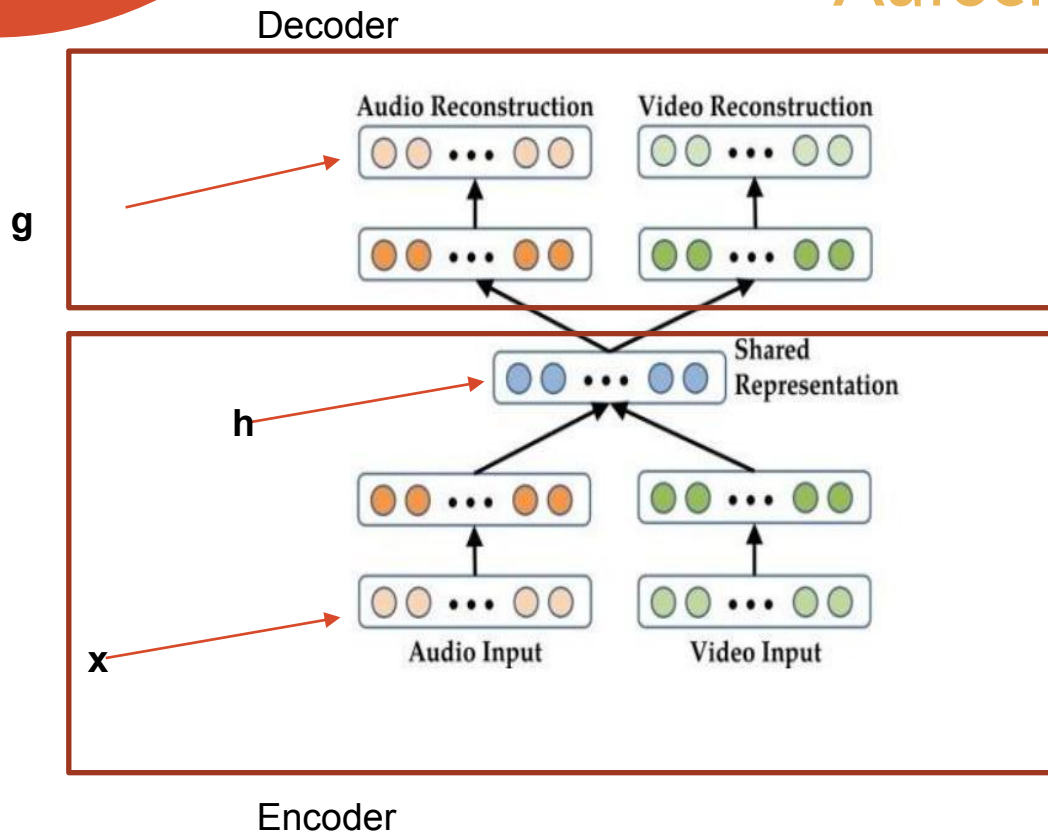 Decoder
Audio Reconstruction
Video Reconstruction
g
Shared
Representation
h
x
Audio Input
Video Input
Encoder